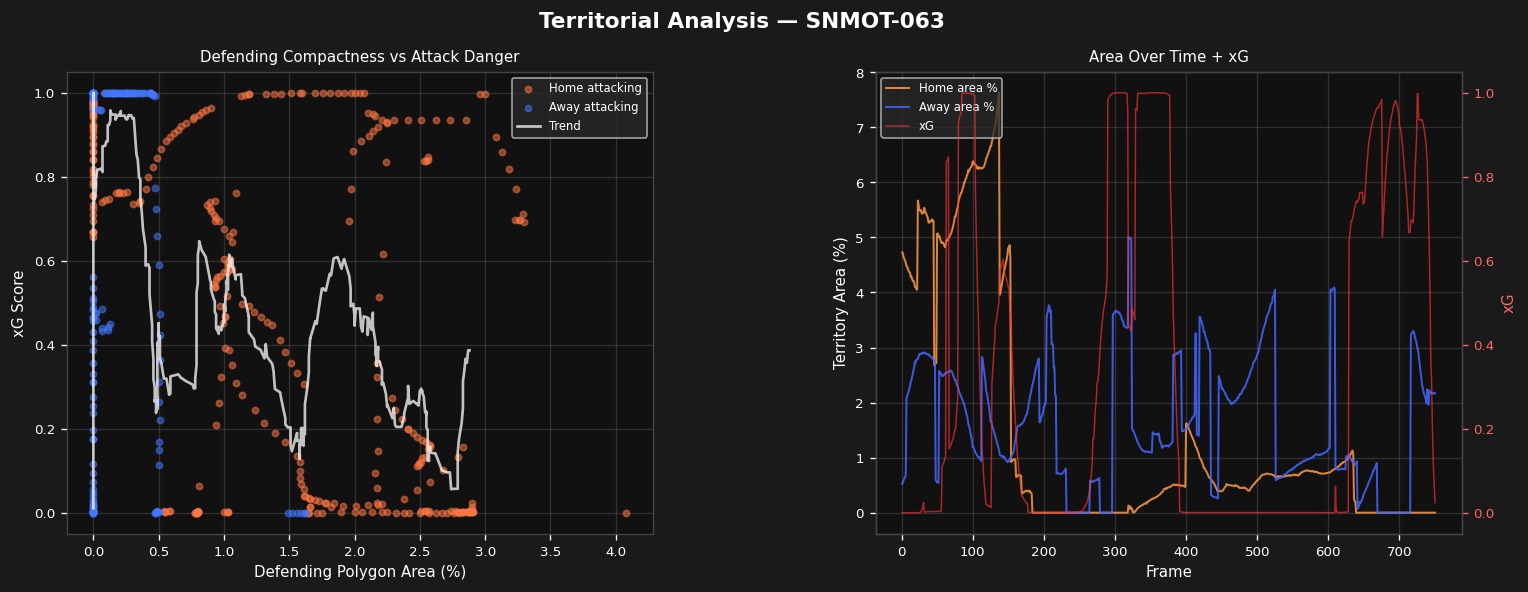 Territorial Analysis — SNMOT-063
Defending Compactness vs Attack Danger
Home attacking
Away attacking
Trend
xG Score
1.0
0.8
0.6
0.4
0.2
0.0
0.0 0.5 1.0 1.5 2.0 2.5 3.0 3.5 4.0
Defending Polygon Area (%)
Area Over Time + xG
Home area %
Away area %
xG
Territory Area (%)
8
7
6
5
4
3
2
1
0
0 100 200 300 400 500 600 700
Frame
1.0
0.8
0.6
0.4
0.2
0.0
xG